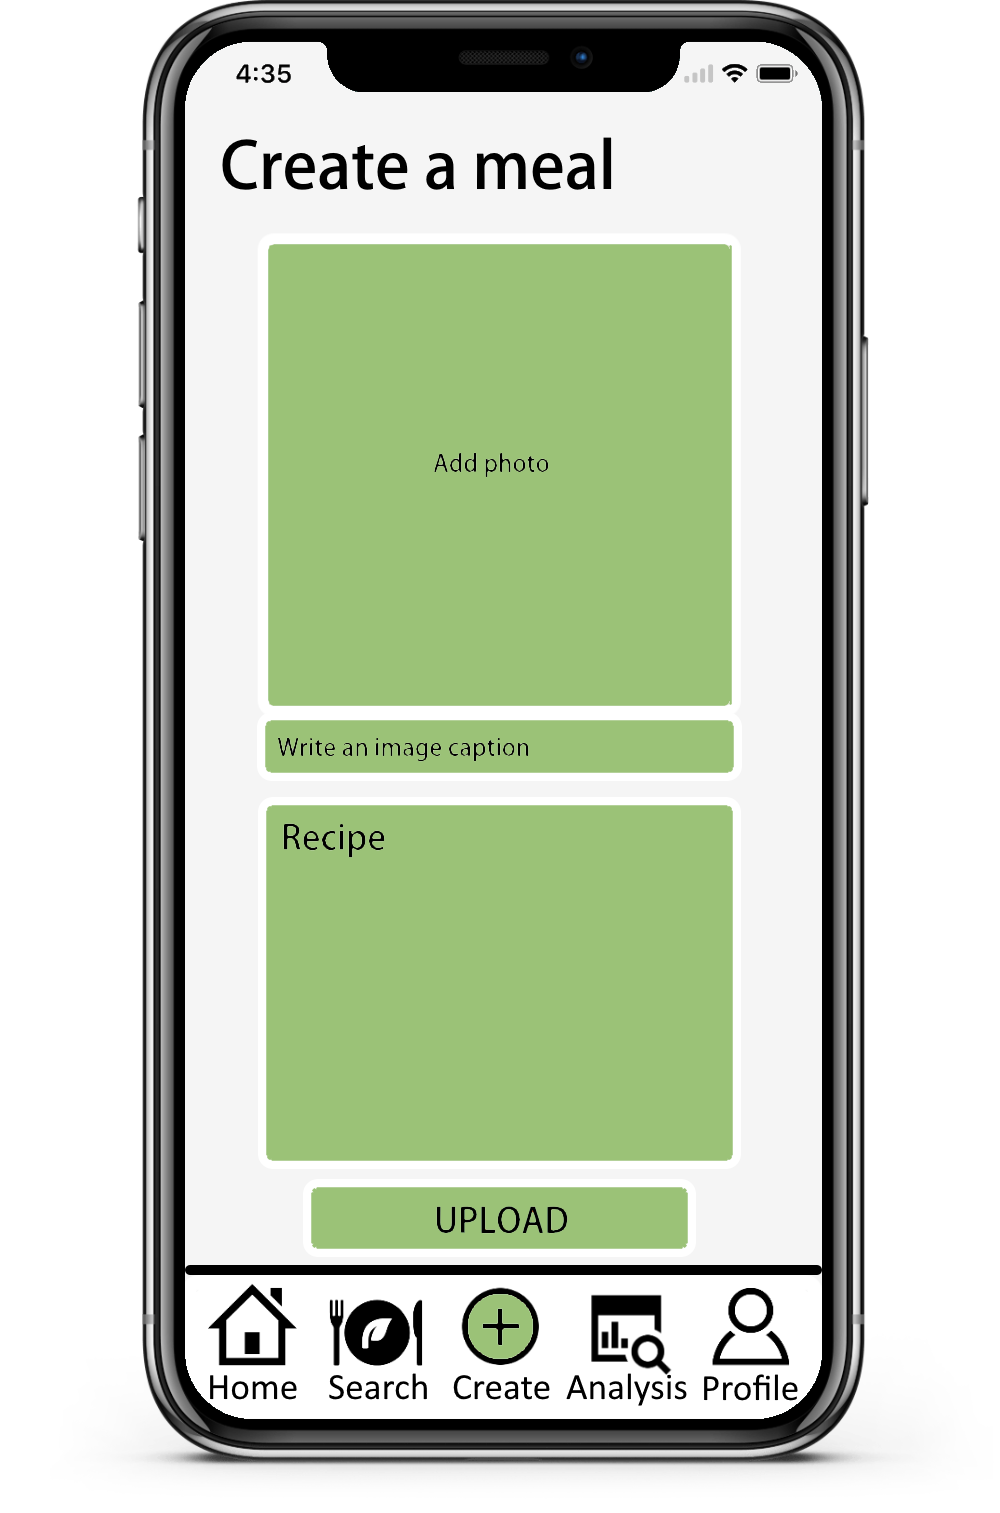 4:35
Create a meal
Add photo
Write an image caption
Recipe
UPLOAD
Home Search Create Analysis Profile